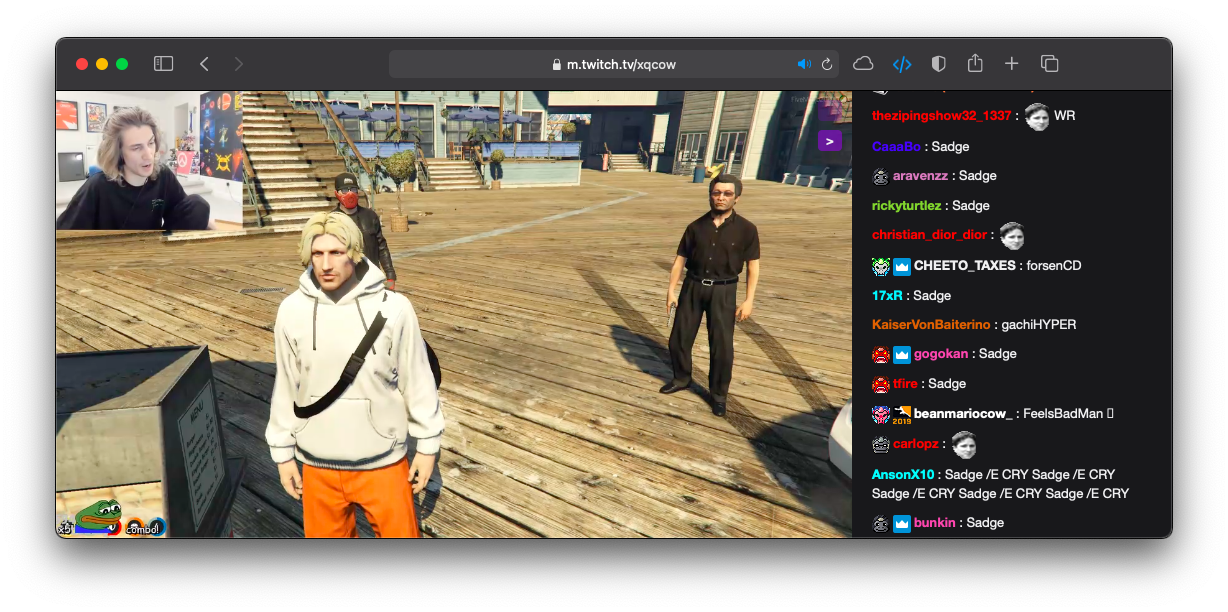 m.twitch.tv/xqcow
>
thezipingshow32_1337 : WR
CaaaBo : Sadge
aravenzz : Sadge
rickyturtlez : Sadge
christian_dior_dior :
CHEETO_TAXES : forsenCD
17xR : Sadge
KaiserVonBaiterino : gachiHYPER
gogokan : Sadge
tfire : Sadge
2019 beanmariocow_ : FeelsBadMan
carlopz :
AnsonX10 : Sadge /E CRY Sadge /E CRY
Sadge /E CRY Sadge /E CRY Sadge /E CRY
bunkin : Sadge
MENU
x5 combo!